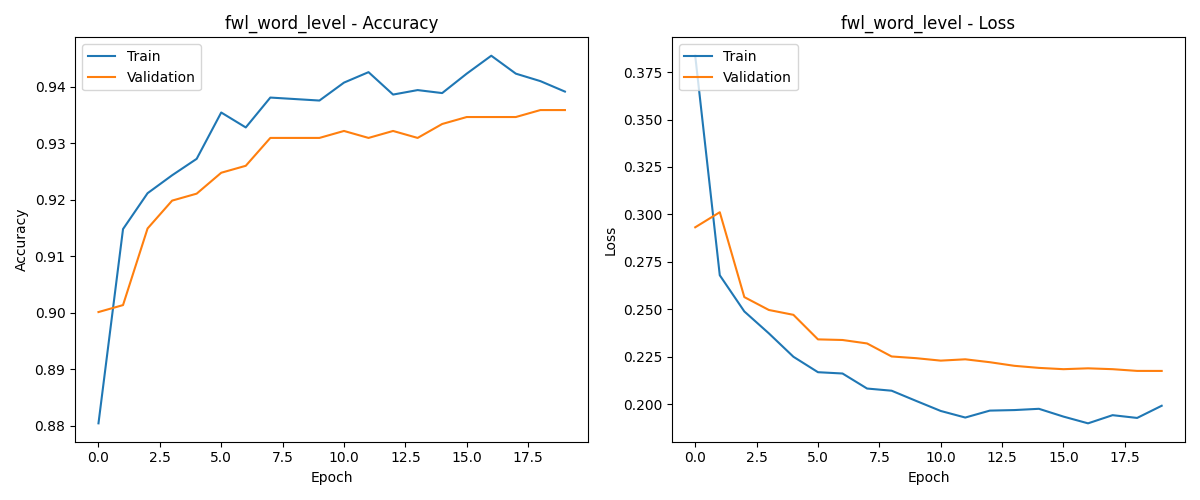 fwl_word_level - Accuracy
Train
Validation
Accuracy
0.94
0.93
0.92
0.91
0.90
0.89
0.88
0.0 2.5 5.0 7.5 10.0 12.5 15.0 17.5
Epoch
fwl_word_level - Loss
Train
Validation
Loss
0.375
0.350
0.325
0.300
0.275
0.250
0.225
0.200
0.0 2.5 5.0 7.5 10.0 12.5 15.0 17.5
Epoch